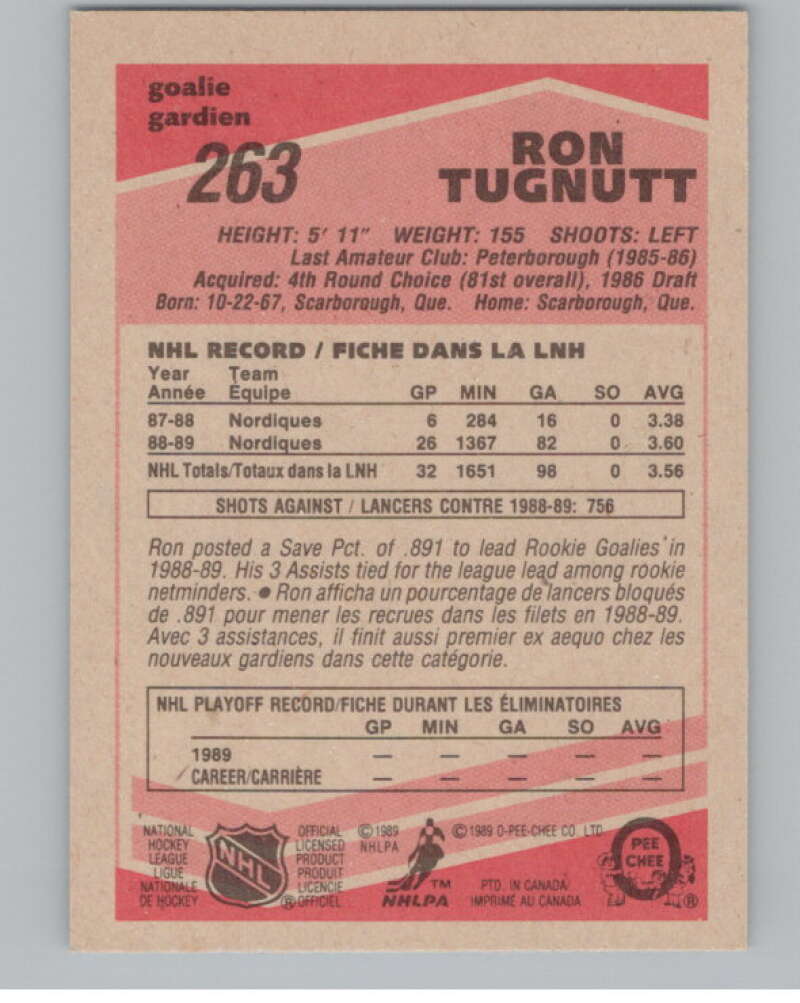 goalie
gardien
263
RON
TUGNUTT
HEIGHT: 5' 11" WEIGHT: 155 SHOOTS: LEFT
Last Amateur Club: Peterborough (1985-86)
Acquired: 4th Round Choice (81st overall), 1986 Draft
Born: 10-22-67, Scarborough, Que. Home: Scarborough, Que.
NHL RECORD / FICHE DANS LA LNH
Year Team
Année Équipe GP MIN GA SO AVG
87-88 Nordiques 6 284 16 0 3.38
88-89 Nordiques 26 1367 82 0 3.60
NHL Totals/Totaux dans la LNH 32 1651 98 0 3.56
SHOTS AGAINST / LANCERS CONTRE 1988-89: 756
Ron posted a Save Pct. of .891 to lead Rookie Goalies in
1988-89. His 3 Assists tied for the league lead among rookie
netminders. ● Ron afficha un pourcentage de lancers bloqués
de .891 pour mener les recrues dans les filets en 1988-89.
Avec 3 assistances, il finit aussi premier ex aequo chez les
nouveaux gardiens dans cette catégorie.
NHL PLAYOFF RECORD/FICHE DURANT LES ÉLIMINATOIRES
GP MIN GA SO AVG
1989 — — — — —
CAREER/CARRIÈRE — — — — —
NATIONAL
HOCKEY
LEAGUE
LIGUE
NATIONALE
DE HOCKEY
NHL
OFFICIAL
LICENSED
PRODUCT
PRODUIT
LICENCIE
® OFFICIEL
© 1989
NHLPA
TM
NHLPA
© 1989 O-PEE-CHEE CO. LTD.
PTD. IN CANADA
IMPRIMÉ AU CANADA
PEE
CHEE
®